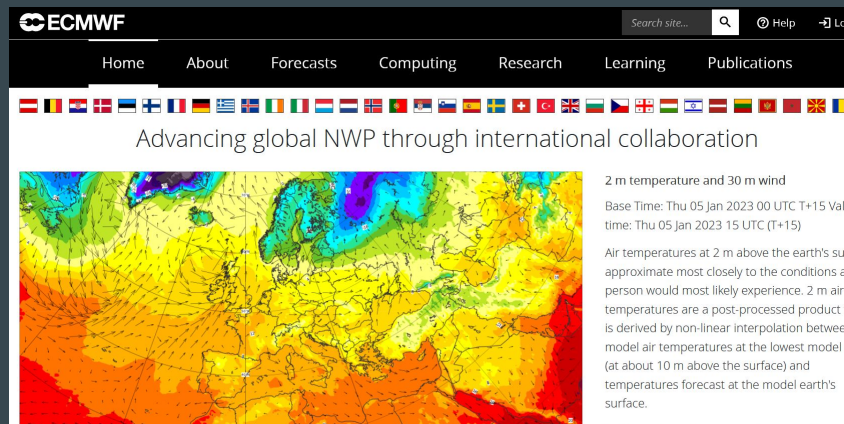 ECMWF
Search site...
Help
Home About Forecasts Computing Research Learning Publications
Advancing global NWP through international collaboration
2 m temperature and 30 m wind
Base Time: Thu 05 Jan 2023 00 UTC T+15
time: Thu 05 Jan 2023 15 UTC (T+15)
Air temperatures at 2 m above the earth's
approximate most closely to the conditions
person would most likely experience. 2 m air
temperatures are a post-processed product
is derived by non-linear interpolation
model air temperatures at the lowest model
(at about 10 m above the surface) and
temperatures forecast at the model earth's
surface.